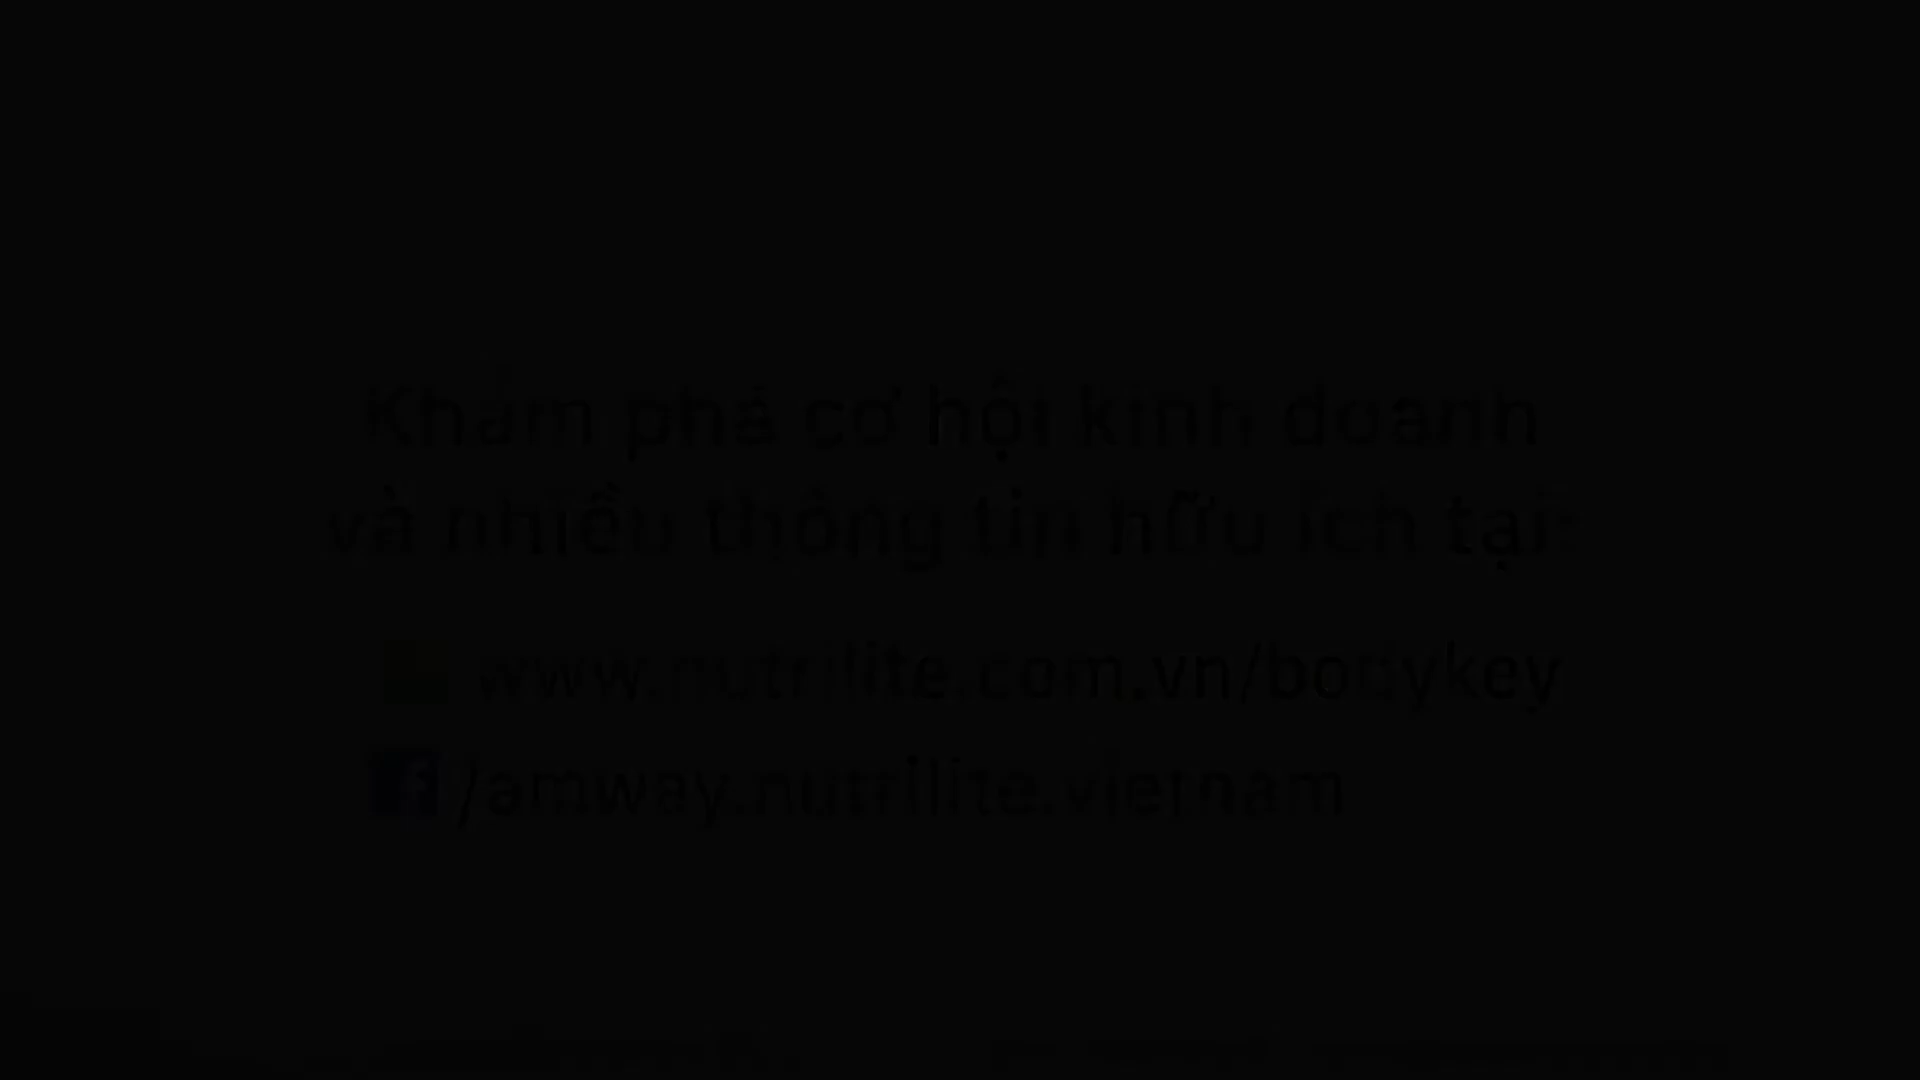 Khám phá cơ hội kinh doanh
và nhiều thông tin hữu ích tại:
www.nutrilite.com.vn/bodykey
/amway.nutrilite.vietnam